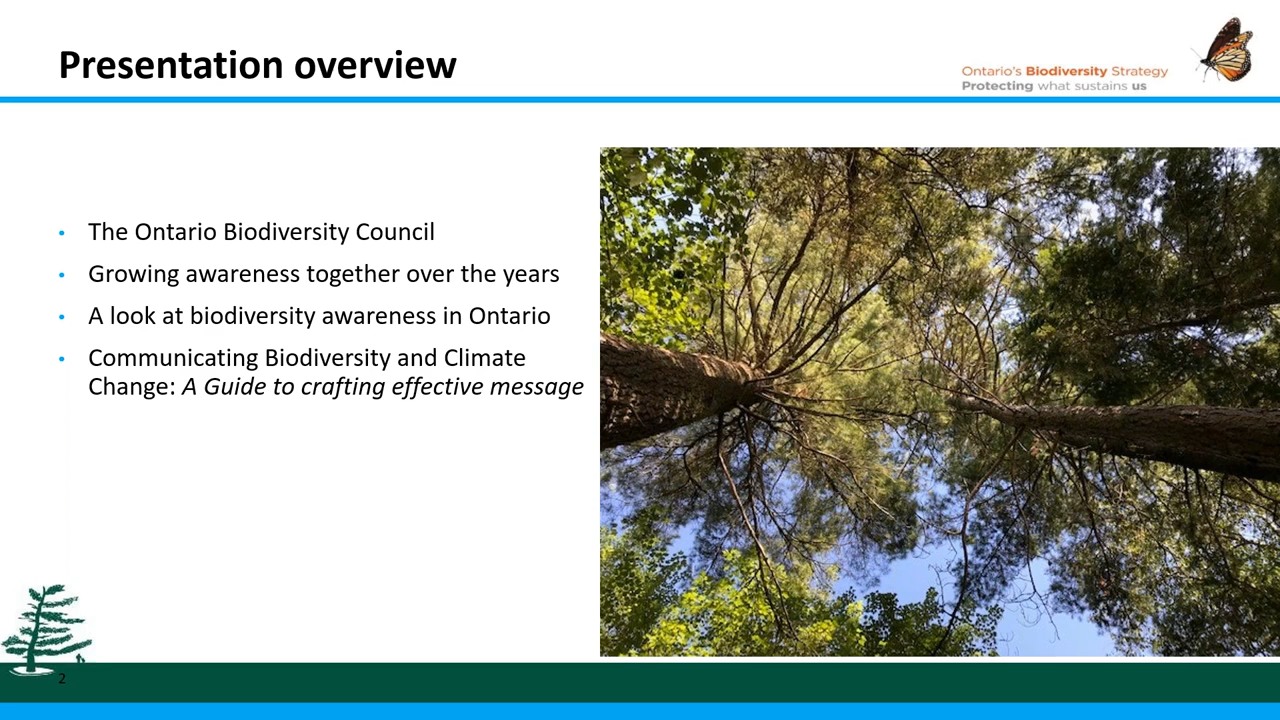 Presentation overview
Ontario's Biodiversity Strategy
Protecting what sustains us
• The Ontario Biodiversity Council
• Growing awareness together over the years
• A look at biodiversity awareness in Ontario
• Communicating Biodiversity and Climate
Change: A Guide to crafting effective message
2